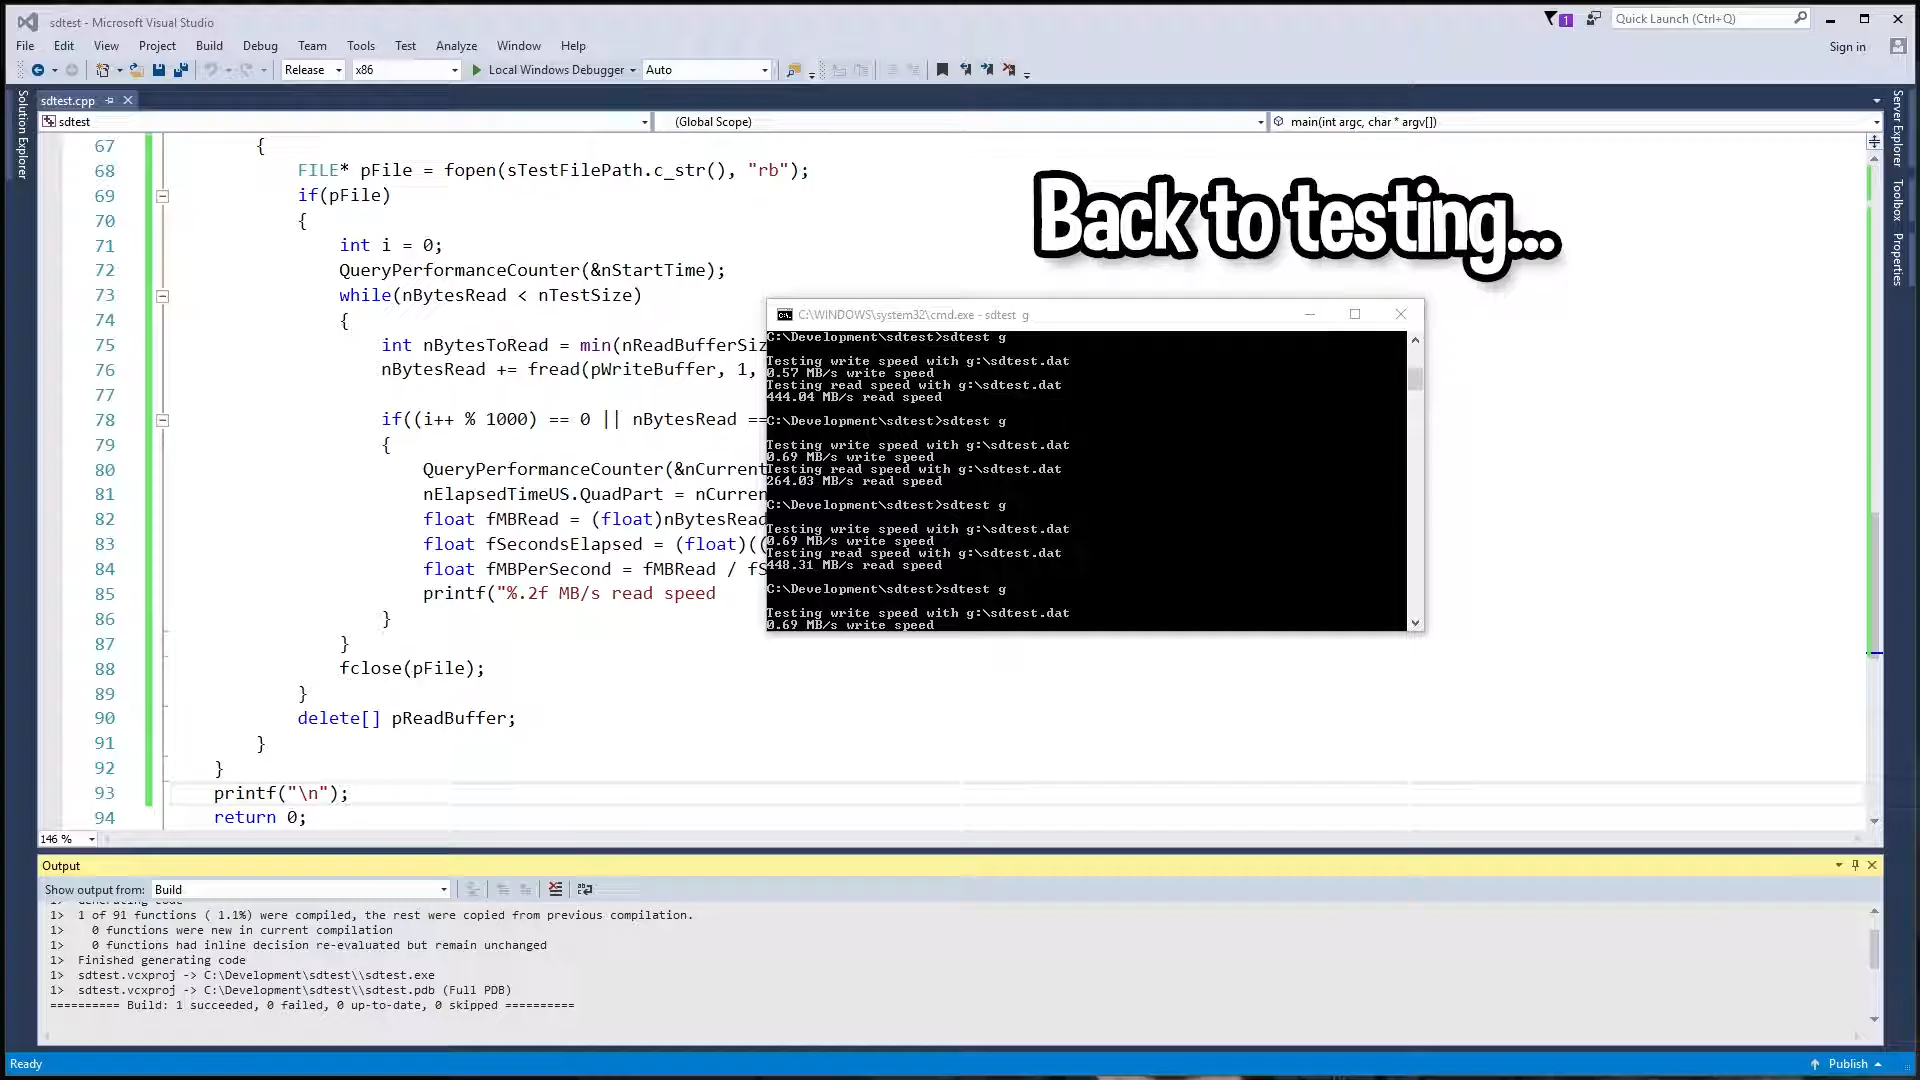 sdtest - Microsoft Visual Studio
1
Quick Launch (Ctrl+Q)
File Edit View Project Build Debug Team Tools Test Analyze Window Help
Sign in
Release x86 Local Windows Debugger Auto
Solution Explorer
Server Explorer
Toolbox
Properties
sdtest.cpp
sdtest (Global Scope) main(int argc, char * argv[])
67 {
68 FILE* pFile = fopen(sTestFilePath.c_str(), "rb");
69 if(pFile)
70 {
71 int i = 0;
72 QueryPerformanceCounter(&nStartTime);
73 while(nBytesRead < nTestSize)
74 {
75 int nBytesToRead = min(nReadBufferSiz
76 nBytesRead += fread(pWriteBuffer, 1,
77
78 if((i++ % 1000) == 0 || nBytesRead ==
79 {
80 QueryPerformanceCounter(&nCurrent
81 nElapsedTimeUS.QuadPart = nCurren
82 float fMBRead = (float)nBytesRead
83 float fSecondsElapsed = (float)((
84 float fMBPerSecond = fMBRead / fS
85 printf("%.2f MB/s read speed
86 }
87 }
88 fclose(pFile);
89 }
90 delete[] pReadBuffer;
91 }
92 }
93 printf("\n");
94 return 0;
Back to testing...
C:\WINDOWS\system32\cmd.exe - sdtest g
C:\Development\sdtest>sdtest g
Testing write speed with g:\sdtest.dat
0.57 MB/s write speed
Testing read speed with g:\sdtest.dat
444.04 MB/s read speed
C:\Development\sdtest>sdtest g
Testing write speed with g:\sdtest.dat
0.69 MB/s write speed
Testing read speed with g:\sdtest.dat
264.03 MB/s read speed
C:\Development\sdtest>sdtest g
Testing write speed with g:\sdtest.dat
0.69 MB/s write speed
Testing read speed with g:\sdtest.dat
448.31 MB/s read speed
C:\Development\sdtest>sdtest g
Testing write speed with g:\sdtest.dat
0.69 MB/s write speed
146 %
Output
Show output from: Build
1> Generating code
1> 1 of 91 functions ( 1.1%) were compiled, the rest were copied from previous compilation.
1> 0 functions were new in current compilation
1> 0 functions had inline decision re-evaluated but remain unchanged
1> Finished generating code
1> sdtest.vcxproj -> C:\Development\sdtest\\sdtest.exe
1> sdtest.vcxproj -> C:\Development\sdtest\\sdtest.pdb (Full PDB)
========== Build: 1 succeeded, 0 failed, 0 up-to-date, 0 skipped ==========
Ready
Publish